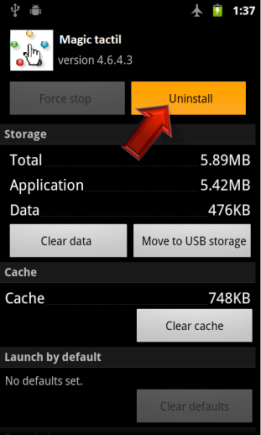 1:37
Magic tactil
version 4.6.4.3
Force stop
Uninstall
Storage
Total 5.89MB
Application 5.42MB
Data 476KB
Clear data Move to USB storage
Cache
Cache 748KB
Clear cache
Launch by default
No defaults set.
Clear defaults